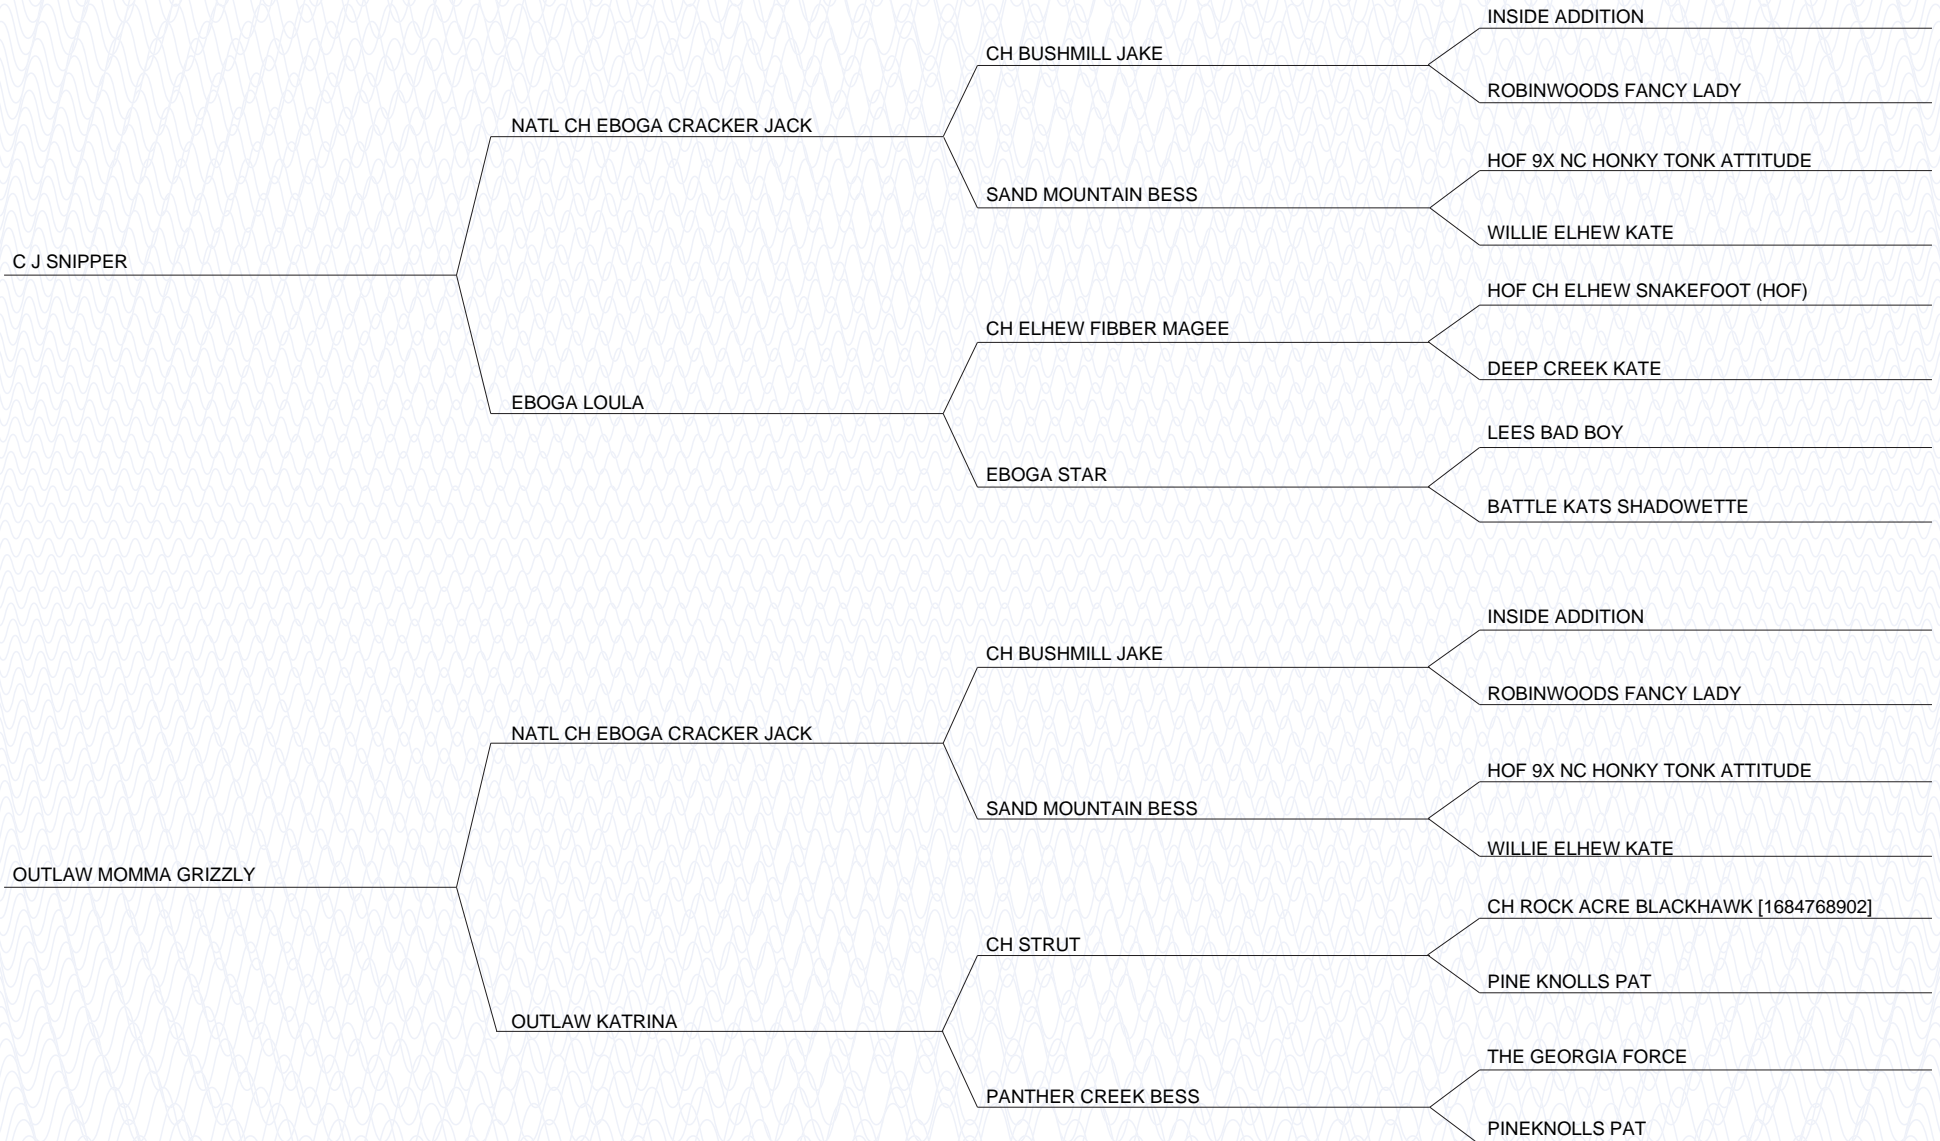 INSIDE ADDITION
CH BUSHMILL JAKE
ROBINWOODS FANCY LADY
NATL CH EBOGA CRACKER JACK
HOF 9X NC HONKY TONK ATTITUDE
SAND MOUNTAIN BESS
WILLIE ELHEW KATE
C J SNIPPER
HOF CH ELHEW SNAKEFOOT (HOF)
CH ELHEW FIBBER MAGEE
DEEP CREEK KATE
EBOGA LOULA
LEES BAD BOY
EBOGA STAR
BATTLE KATS SHADOWETTE
INSIDE ADDITION
CH BUSHMILL JAKE
ROBINWOODS FANCY LADY
NATL CH EBOGA CRACKER JACK
HOF 9X NC HONKY TONK ATTITUDE
SAND MOUNTAIN BESS
WILLIE ELHEW KATE
OUTLAW MOMMA GRIZZLY
CH ROCK ACRE BLACKHAWK [1684768902]
CH STRUT
PINE KNOLLS PAT
OUTLAW KATRINA
THE GEORGIA FORCE
PANTHER CREEK BESS
PINEKNOLLS PAT